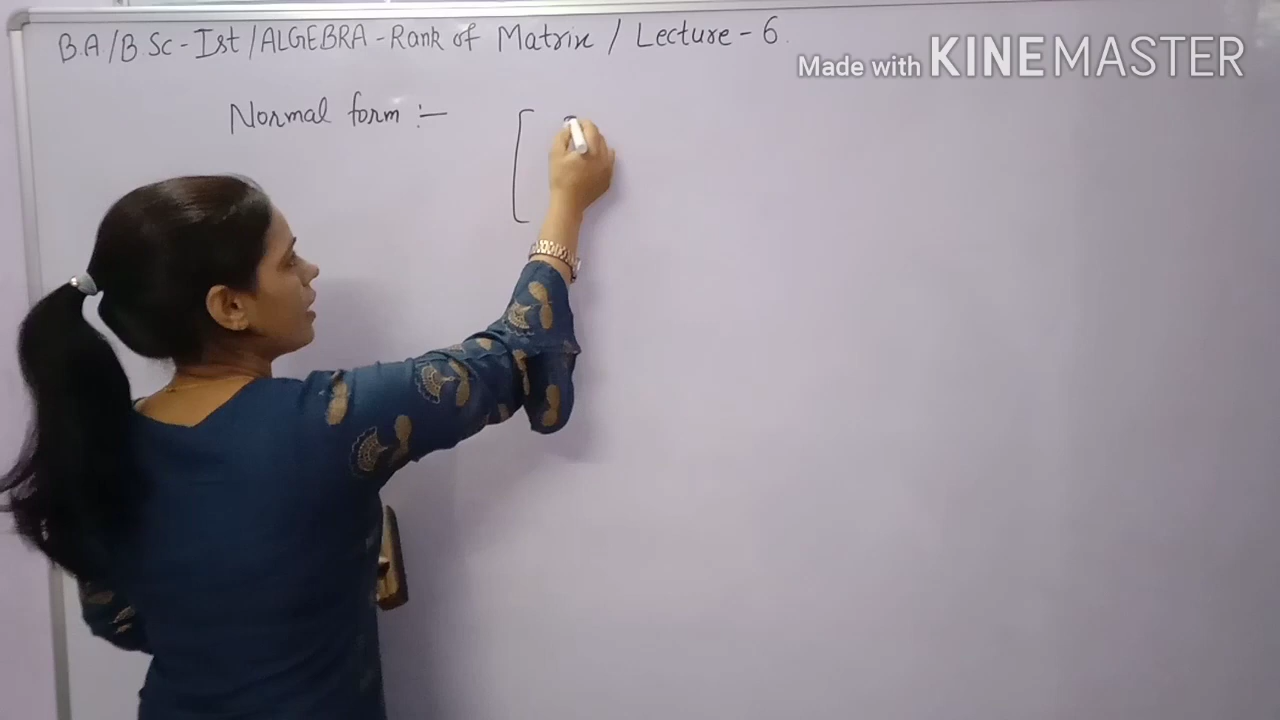 B.A./B.Sc-Ist/ALGEBRA-Rank of Matrix / Lecture-6.
Made with KINEMASTER
Normal form :-